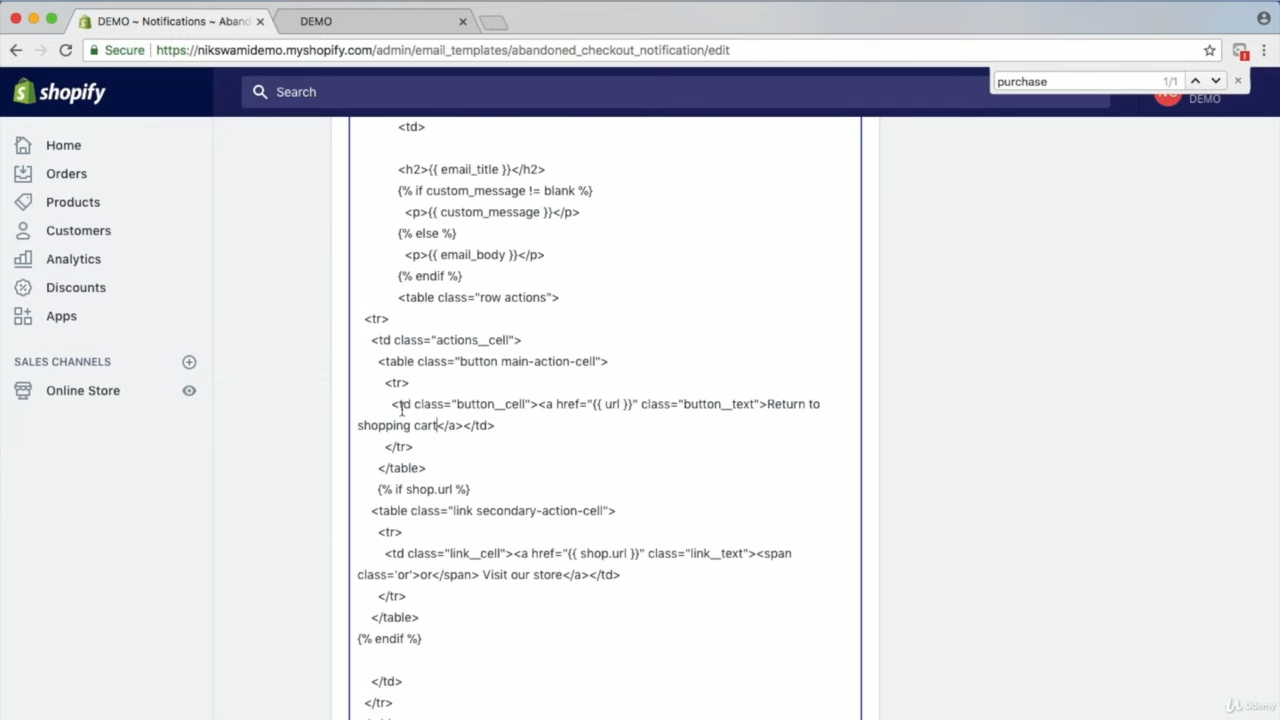 DEMO ~ Notifications ~ Aband
DEMO
Secure https://nikswamidemo.myshopify.com/admin/email_templates/abandoned_checkout_notification/edit
1
purchase 1/1
shopify
Search
DEMO
Home
Orders
Products
Customers
Analytics
Discounts
Apps
SALES CHANNELS
Online Store
<td>
<h2>{{ email_title }}</h2>
{% if custom_message != blank %}
<p>{{ custom_message }}</p>
{% else %}
<p>{{ email_body }}</p>
{% endif %}
<table class="row actions">
<tr>
<td class="actions__cell">
<table class="button main-action-cell">
<tr>
<td class="button__cell"><a href="{{ url }}" class="button__text">Return to
shopping cart</a></td>
</tr>
</table>
{% if shop.url %}
<table class="link secondary-action-cell">
<tr>
<td class="link__cell"><a href="{{ shop.url }}" class="link__text"><span
class='or'>or</span> Visit our store</a></td>
</tr>
</table>
{% endif %}
</td>
</tr>
Udemy